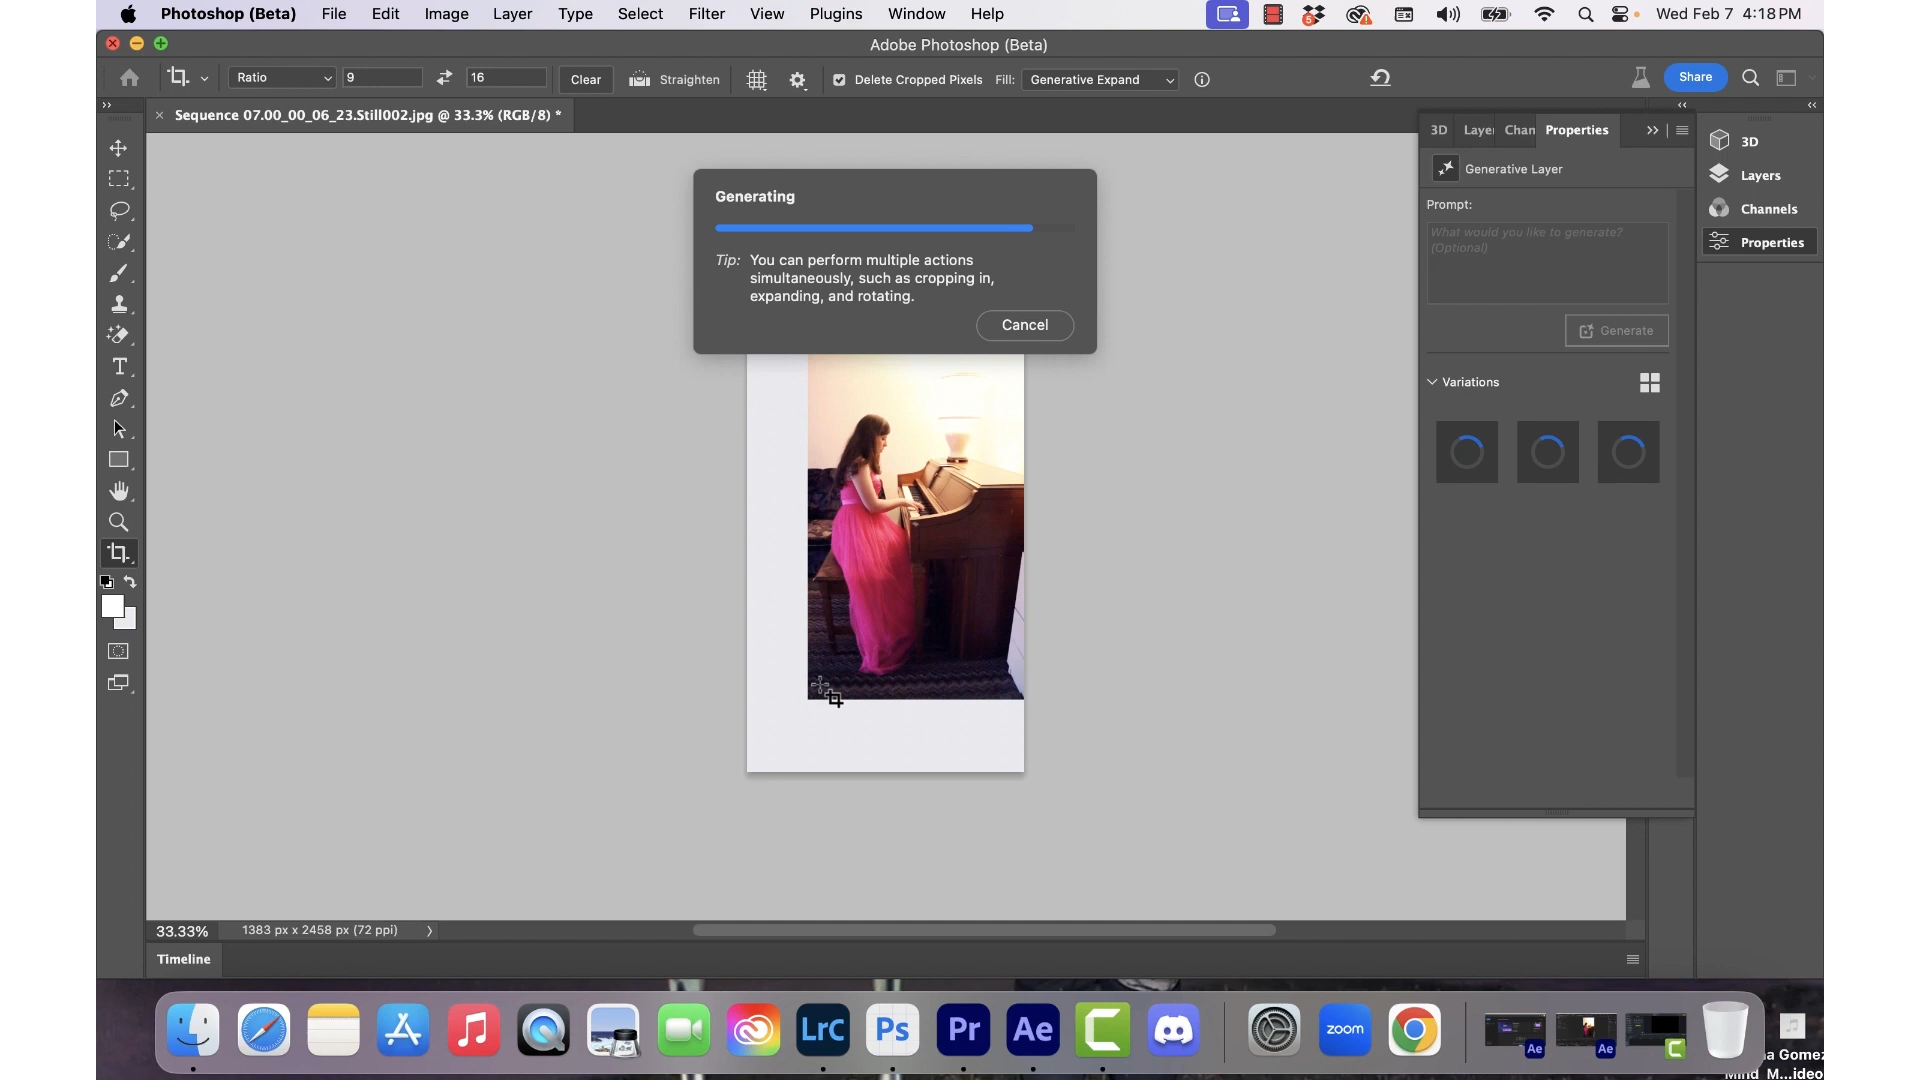 Photoshop (Beta) File Edit Image Layer Type Select Filter View Plugins Window Help 5 Wed Feb 7 4:18 PM
Adobe Photoshop (Beta)
Ratio 9 16 Clear Straighten Delete Cropped Pixels Fill: Generative Expand Share
Sequence 07.00_00_06_23.Still002.jpg @ 33.3% (RGB/8) *
3D Laye Chan Properties
3D
Generative Layer
Layers
Prompt:
Channels
What would you like to generate?
(Optional)
Properties
Generate
Variations
Generating
Tip: You can perform multiple actions
simultaneously, such as cropping in,
expanding, and rotating.
Cancel
T
33.33% 1383 px x 2458 px (72 ppi)
Timeline
LrC Ps Pr Ae zoom Ae Ae
a Gomez
Mind_M...ideo